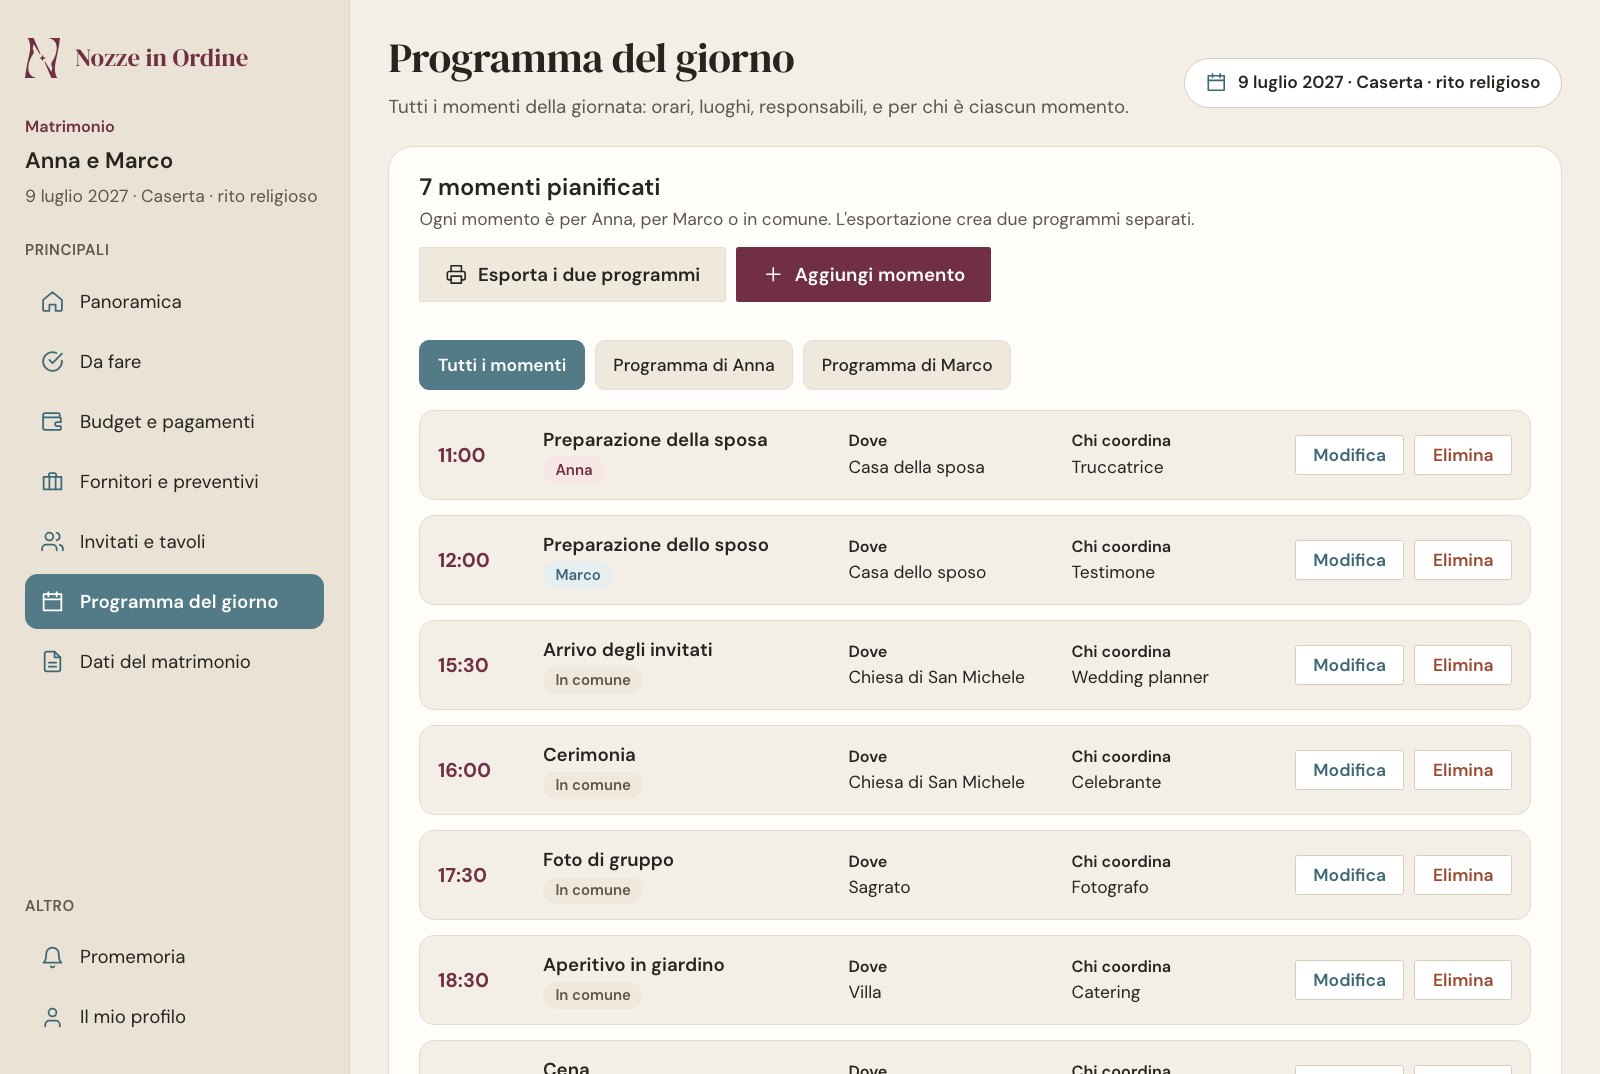 Nozze in Ordine
Matrimonio
Anna e Marco
9 luglio 2027 · Caserta · rito religioso
PRINCIPALI
Panoramica
Da fare
Budget e pagamenti
Fornitori e preventivi
Invitati e tavoli
Programma del giorno
Dati del matrimonio
ALTRO
Promemoria
Il mio profilo
Programma del giorno
Tutti i momenti della giornata: orari, luoghi, responsabili, e per chi è ciascun momento.
9 luglio 2027 · Caserta · rito religioso
7 momenti pianificati
Ogni momento è per Anna, per Marco o in comune. L'esportazione crea due programmi separati.
Esporta i due programmi
Aggiungi momento
Tutti i momenti
Programma di Anna
Programma di Marco
11:00
Preparazione della sposa
Anna
Dove
Casa della sposa
Chi coordina
Truccatrice
Modifica
Elimina
12:00
Preparazione dello sposo
Marco
Dove
Casa dello sposo
Chi coordina
Testimone
Modifica
Elimina
15:30
Arrivo degli invitati
In comune
Dove
Chiesa di San Michele
Chi coordina
Wedding planner
Modifica
Elimina
16:00
Cerimonia
In comune
Dove
Chiesa di San Michele
Chi coordina
Celebrante
Modifica
Elimina
17:30
Foto di gruppo
In comune
Dove
Sagrato
Chi coordina
Fotografo
Modifica
Elimina
18:30
Aperitivo in giardino
In comune
Dove
Villa
Chi coordina
Catering
Modifica
Elimina
Cena
Dove
Chi coordina